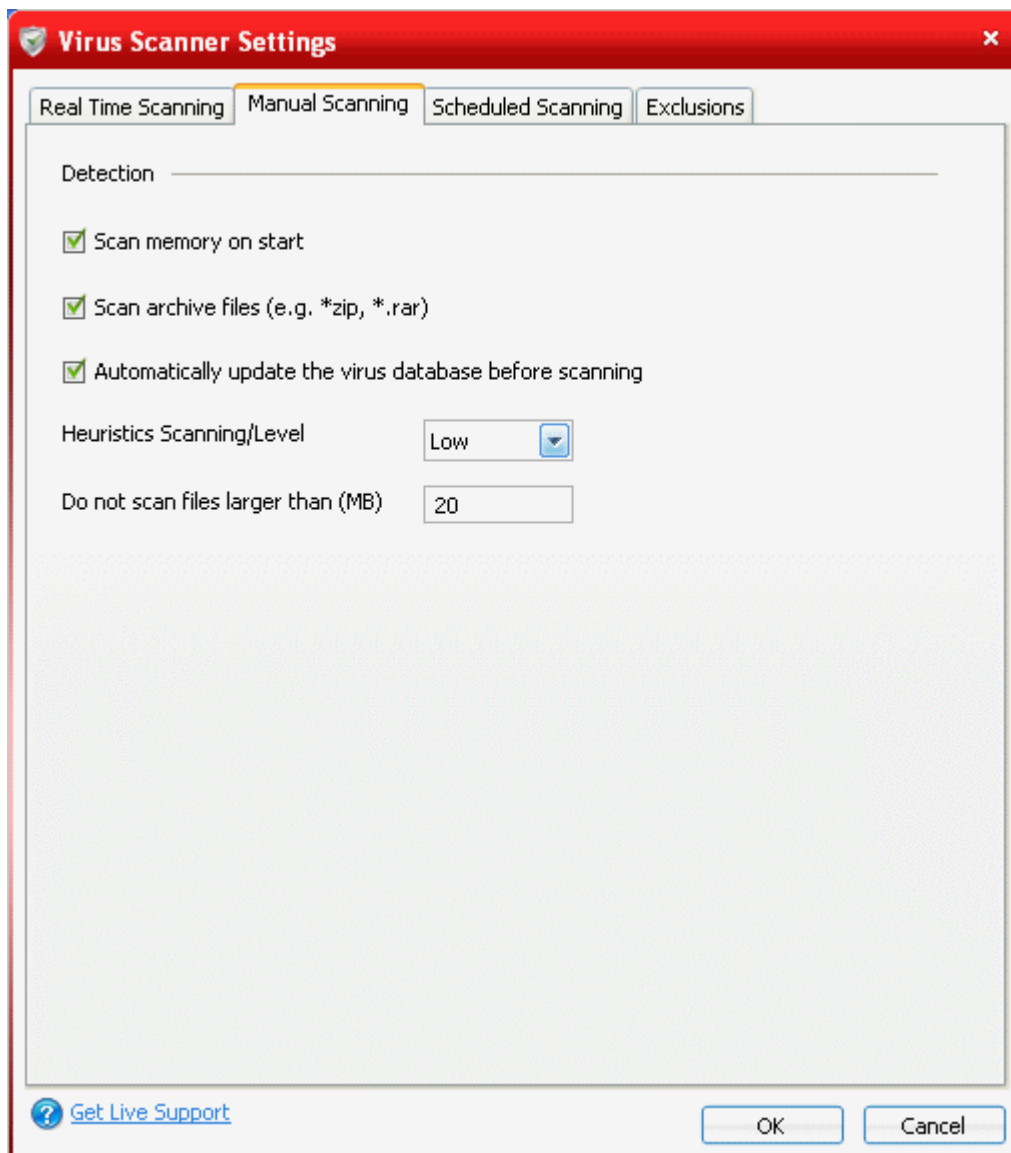 Virus Scanner Settings
Real Time Scanning Manual Scanning Scheduled Scanning Exclusions
Detection
Scan memory on start
Scan archive files (e.g. *zip, *.rar)
Automatically update the virus database before scanning
Heuristics Scanning/Level Low
Do not scan files larger than (MB) 20
Get Live Support OK Cancel